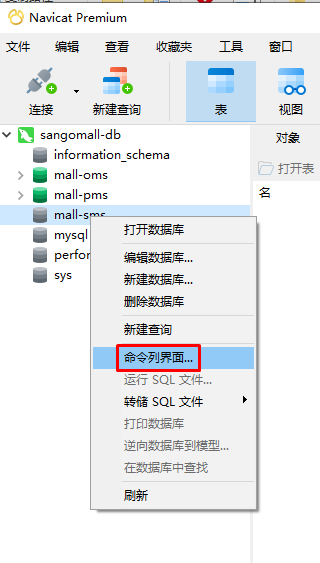 Navicat Premium
文件 编辑 查看 收藏夹 工具 窗口
连接 新建查询 表 视图
sangomall-db
information_schema
mall-oms
mall-pms
mall-sms
mysql
perfor
sys
对象
打开表
名
打开数据库
编辑数据库...
新建数据库...
删除数据库
新建查询
命令列界面...
运行 SQL 文件...
转储 SQL 文件
打印数据库
逆向数据库到模型...
在数据库中查找
刷新